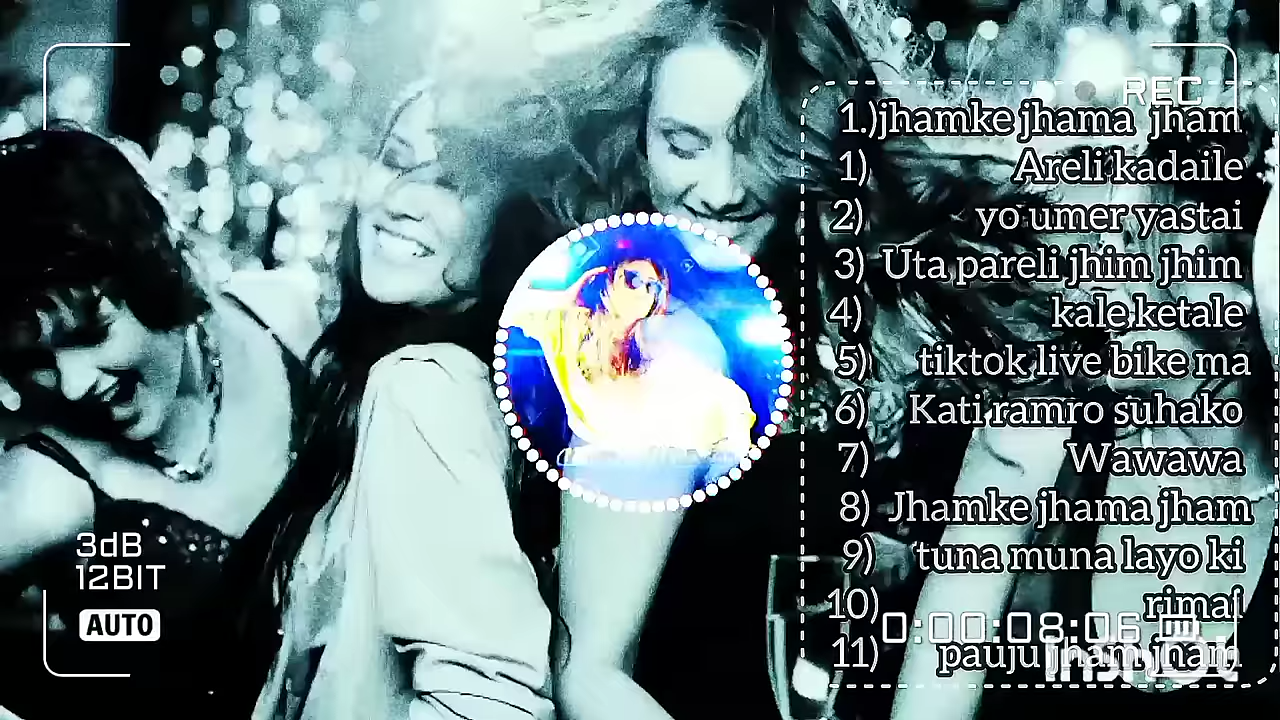 REC
1.)jhamke jhama jham
1) Areli kadaile
2) yo umer yastai
3) Uta pareli jhim jhim
4) kale ketale
5) tiktok live bike ma
6) Kati ramro suhako
7) Wawawa
8) Jhamke jhama jham
9) tuna muna layo ki
10) rimai
11) pauju jham jham
3dB
12BIT
AUTO
0:00:08:06
InShOt